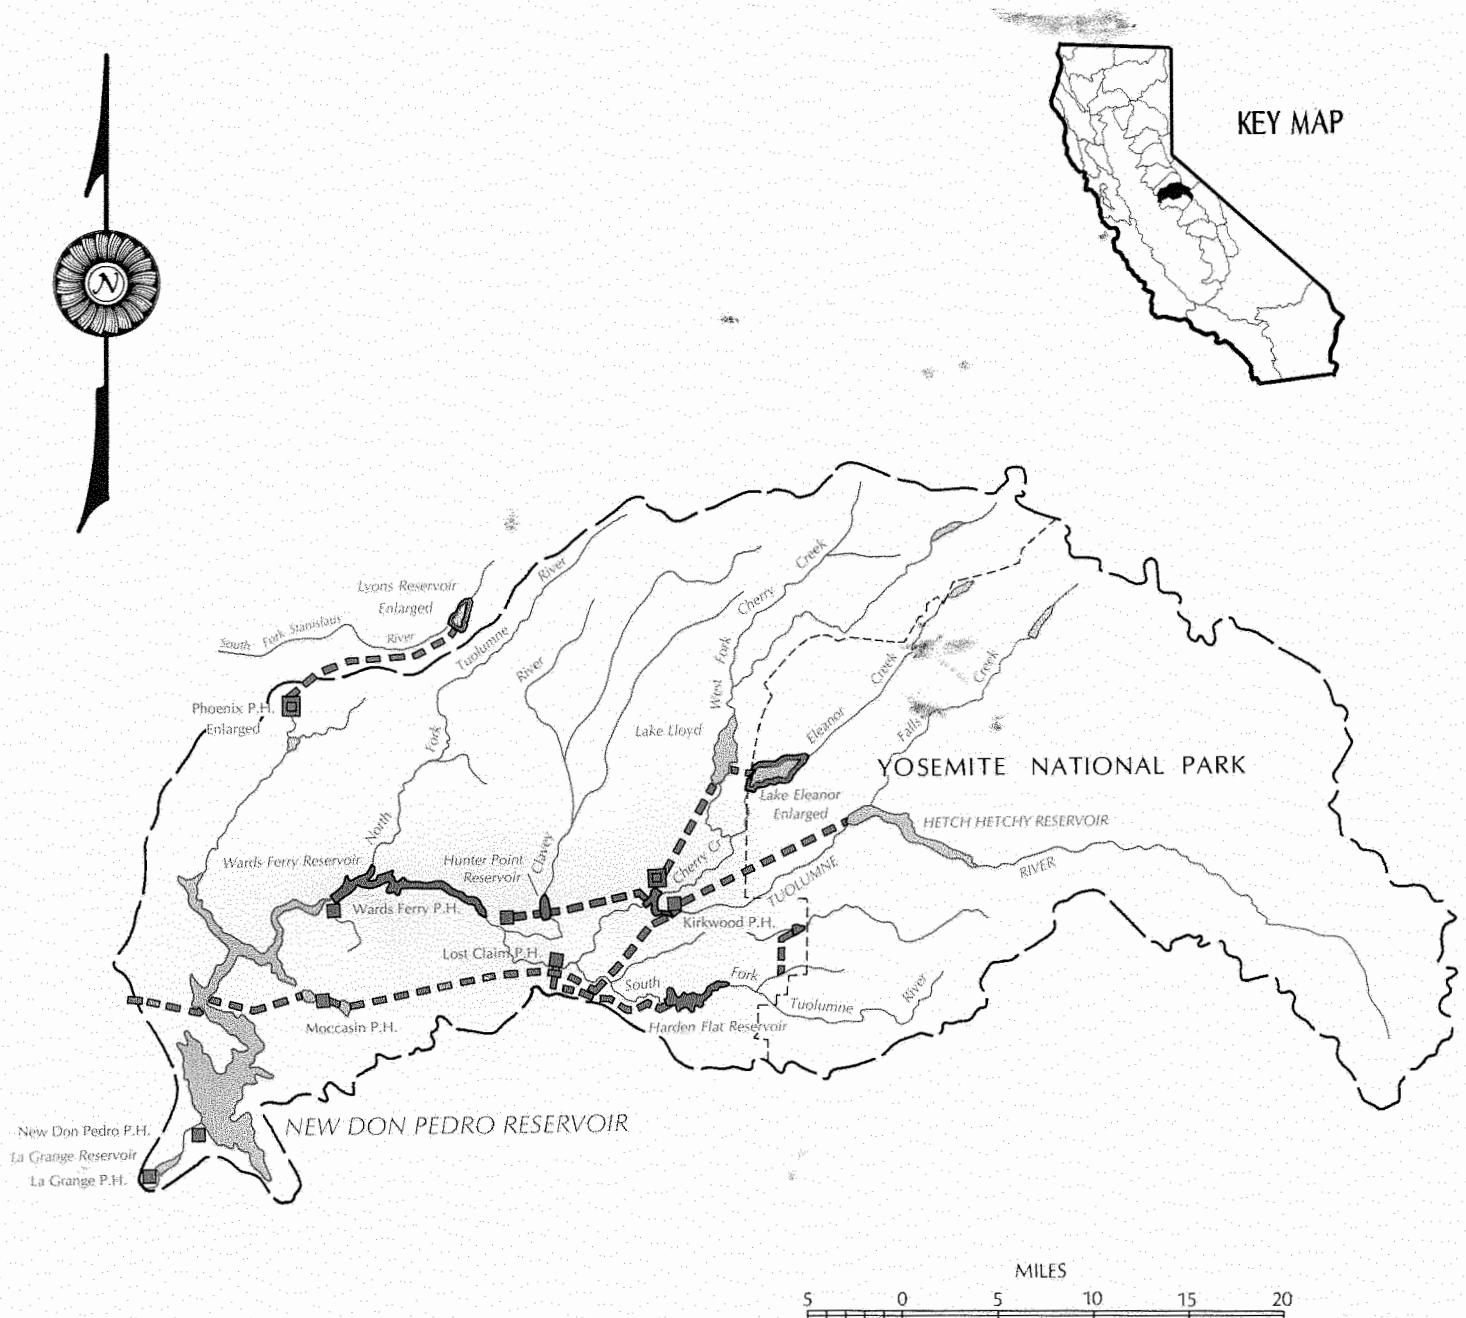 KEY MAP
N
Lyons Reservoir
Enlarged
South Fork Stanislaus River
River
Tuolumne
Fork
North
River
Clavey
Creek
Cherry
Fork
West
Creek
Eleanor
Creek
Falls
Phoenix P.H.
Enlarged
Lake Lloyd
YOSEMITE NATIONAL PARK
Lake Eleanor
Enlarged
HETCH HETCHY RESERVOIR
RIVER
TUOLUMNE
Cherry Cr
Wards Ferry Reservoir
Hunter Point
Reservoir
Wards Ferry P.H.
Kirkwood P.H.
Lost Claim P.H.
South
Fork
Tuolumne
River
Moccasin P.H.
Harden Flat Reservoir
NEW DON PEDRO RESERVOIR
New Don Pedro P.H.
La Grange Reservoir
La Grange P.H.
MILES
5 0 5 10 15 20